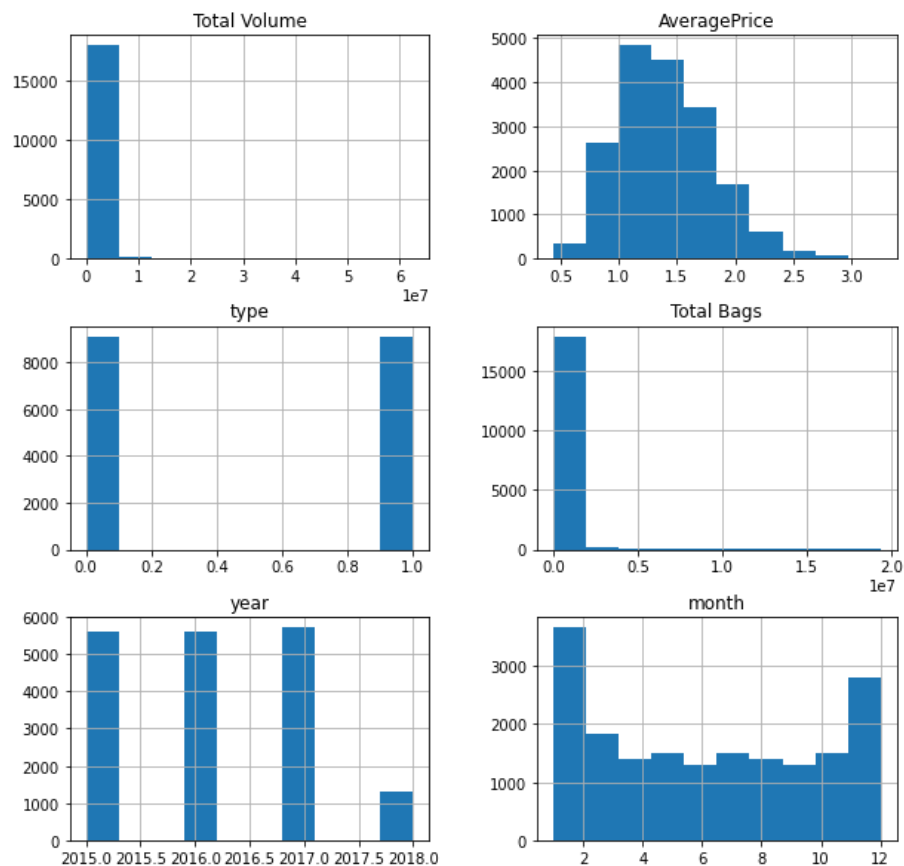 Total Volume
15000
10000
5000
0
0 1 2 3 4 5 6
1e7
AveragePrice
5000
4000
3000
2000
1000
0
0.5 1.0 1.5 2.0 2.5 3.0
type
8000
6000
4000
2000
0
0.0 0.2 0.4 0.6 0.8 1.0
Total Bags
15000
10000
5000
0
0.0 0.5 1.0 1.5 2.0
1e7
year
6000
5000
4000
3000
2000
1000
0
2015.0 2015.5 2016.0 2016.5 2017.0 2017.5 2018.0
month
3000
2000
1000
0
2 4 6 8 10 12